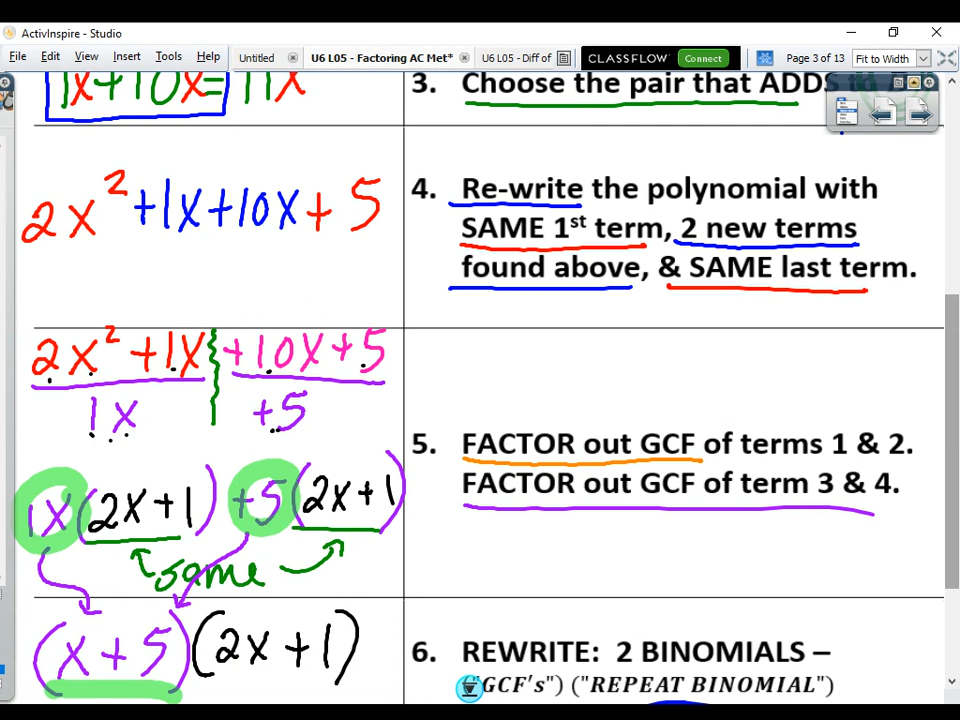 ActivInspire - Studio
File Edit View Insert Tools Help Untitled U6 L05 - Factoring AC Met* U6 L05 - Diff of CLASSFLOW Connect Page 3 of 13 Fit to Width
1x+10x=11x
3. Choose the pair that ADDS to
2x² +1x+10x+ 5
4. Re-write the polynomial with
SAME 1st term, 2 new terms
found above, & SAME last term.
2x² +1x +10x+5
1x +5
1x(2x+1) +5(2x+1)
same
5. FACTOR out GCF of terms 1 & 2.
FACTOR out GCF of term 3 & 4.
(x+5)(2x+1)
6. REWRITE: 2 BINOMIALS –
("GCF's") ("REPEAT BINOMIAL")